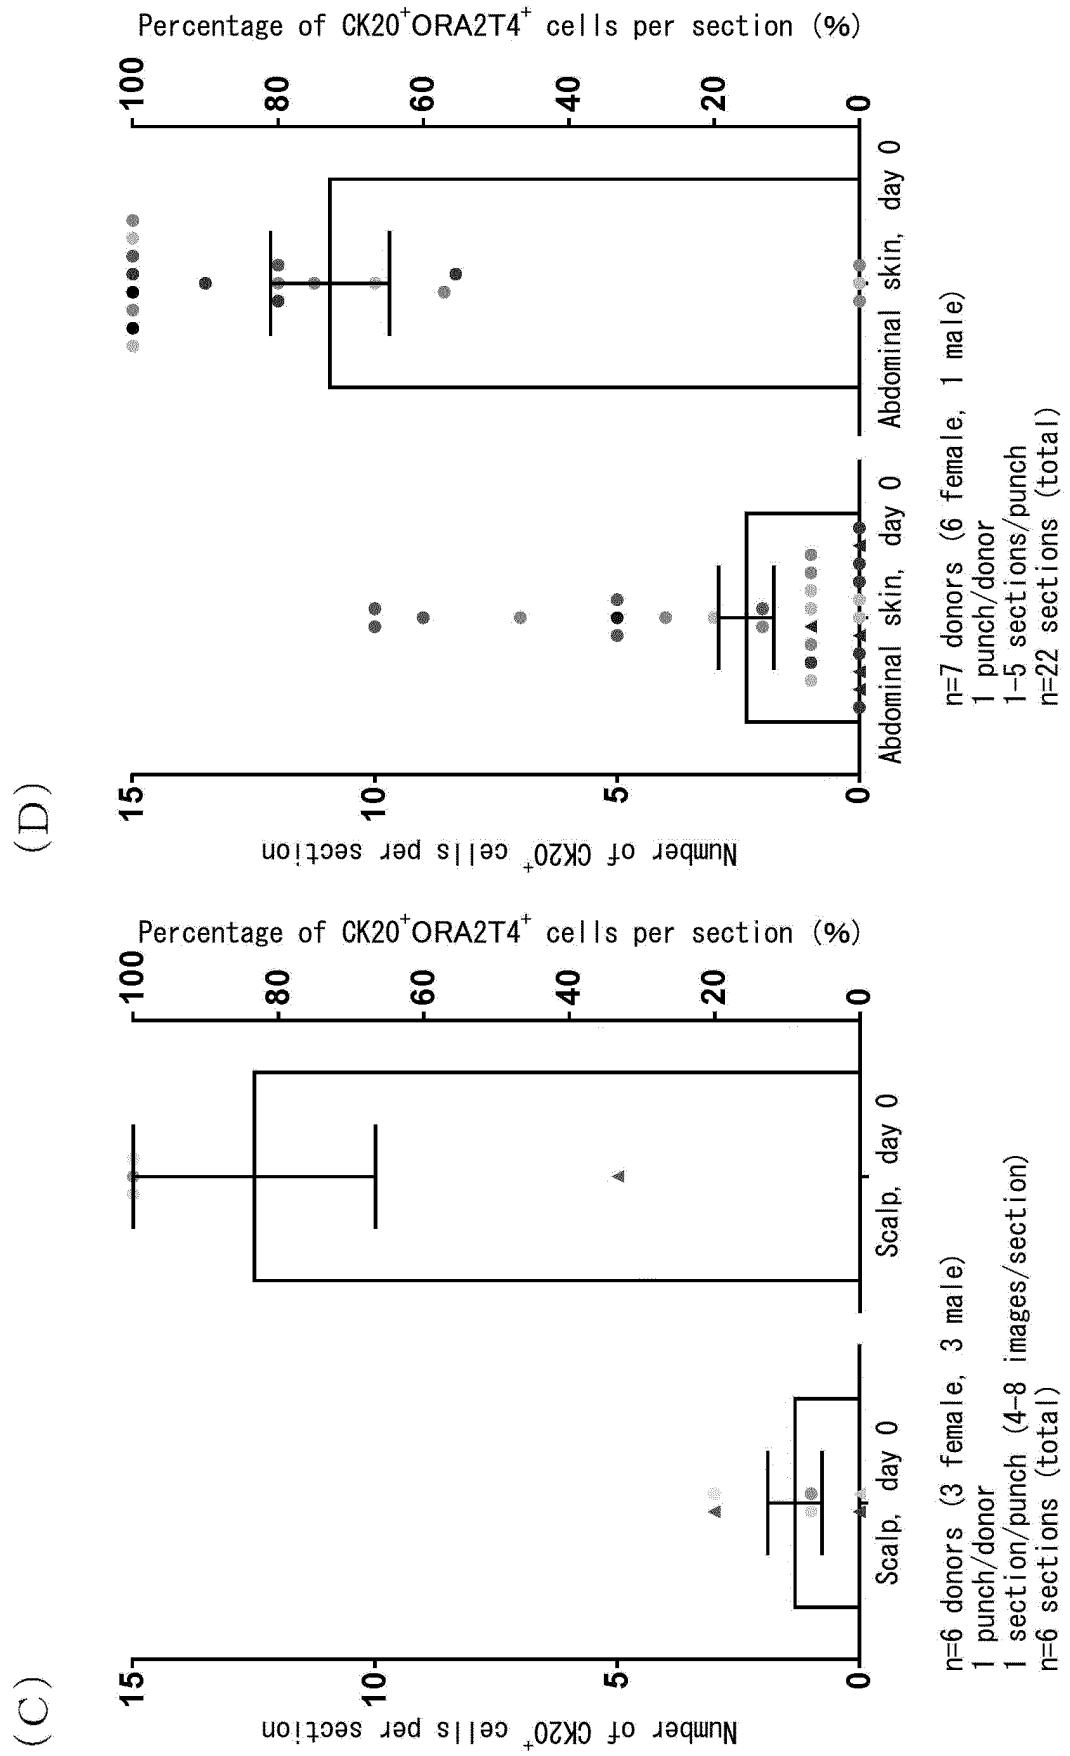 (C)
Number of CK20⁺ cells per section
15
10
5
0
Scalp, day 0
Scalp, day 0
100
80
60
40
20
0
Percentage of CK20⁺ORA2T4⁺ cells per section (%)
n=6 donors (3 female, 3 male)
1 punch/donor
1 section/punch (4-8 images/section)
n=6 sections (total)
(D)
Number of CK20⁺ cells per section
15
10
5
0
Abdominal skin, day 0
Abdominal skin, day 0
100
80
60
40
20
0
Percentage of CK20⁺ORA2T4⁺ cells per section (%)
n=7 donors (6 female, 1 male)
1 punch/donor
1-5 sections/punch
n=22 sections (total)